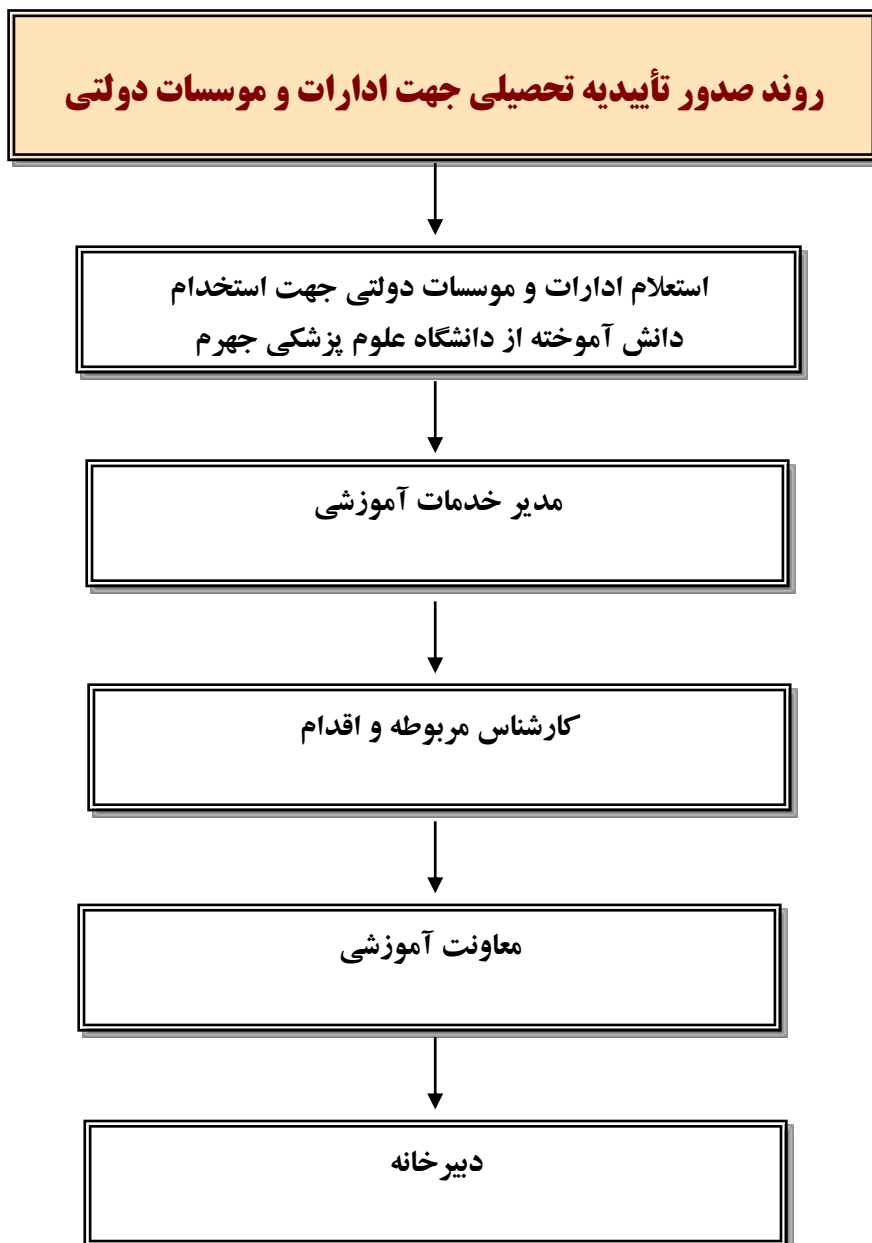 روند صدور تأییدیه تحصیلی جهت ادارات و موسسات دولتی
استعلام ادارات و موسسات دولتی جهت استخدام
دانش آموخته از دانشگاه علوم پزشکی جهرم
مدیر خدمات آموزشی
کارشناس مربوطه و اقدام
معاونت آموزشی
دبیرخانه